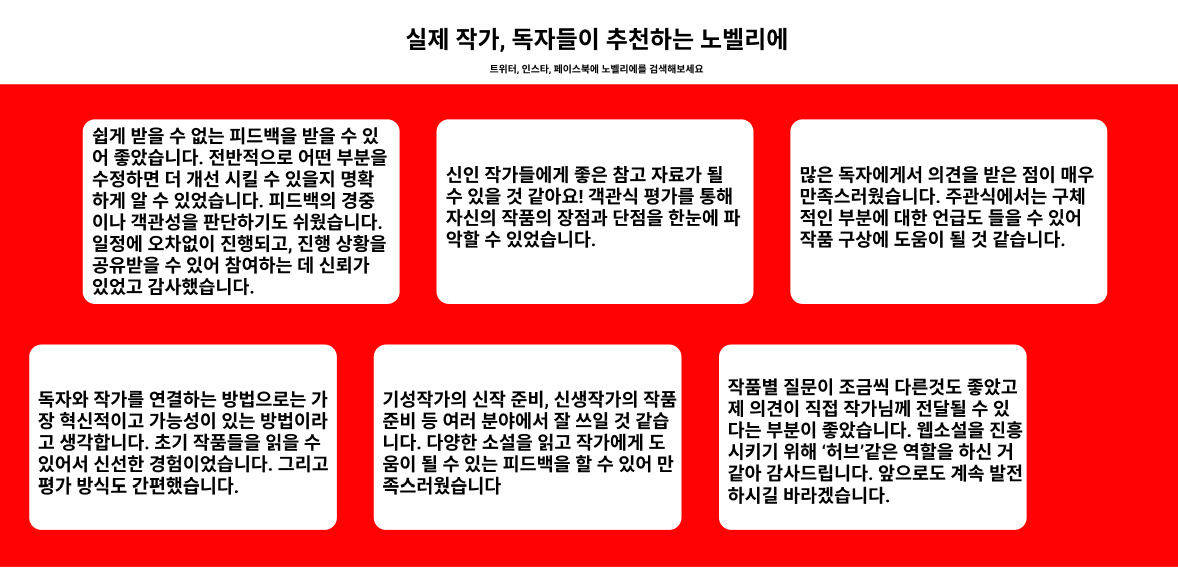 실제 작가, 독자들이 추천하는 노벨리에
트위터, 인스타, 페이스북에 노벨리에를 검색해보세요
쉽게 받을 수 없는 피드백을 받을 수 있
어 좋았습니다. 전반적으로 어떤 부분을
수정하면 더 개선 시킬 수 있을지 명확
하게 알 수 있었습니다. 피드백의 경중
이나 객관성을 판단하기도 쉬웠습니다.
일정에 오차없이 진행되고, 진행 상황을
공유받을 수 있어 참여하는 데 신뢰가
있었고 감사했습니다.
신인 작가들에게 좋은 참고 자료가 될
수 있을 것 같아요! 객관식 평가를 통해
자신의 작품의 장점과 단점을 한눈에 파
악할 수 있었습니다.
많은 독자에게서 의견을 받은 점이 매우
만족스러웠습니다. 주관식에서는 구체
적인 부분에 대한 언급도 들을 수 있어
작품 구상에 도움이 될 것 같습니다.
독자와 작가를 연결하는 방법으로는 가
장 혁신적이고 가능성이 있는 방법이라
고 생각합니다. 초기 작품들을 읽을 수
있어서 신선한 경험이었습니다. 그리고
평가 방식도 간편했습니다.
기성작가의 신작 준비, 신생작가의 작품
준비 등 여러 분야에서 잘 쓰일 것 같습
니다. 다양한 소설을 읽고 작가에게 도
움이 될 수 있는 피드백을 할 수 있어 만
족스러웠습니다
작품별 질문이 조금씩 다른것도 좋았고
제 의견이 직접 작가님께 전달될 수 있
다는 부분이 좋았습니다. 웹소설을 진흥
시키기 위해 ‘허브’같은 역할을 하신 거
같아 감사드립니다. 앞으로도 계속 발전
하시길 바라겠습니다.